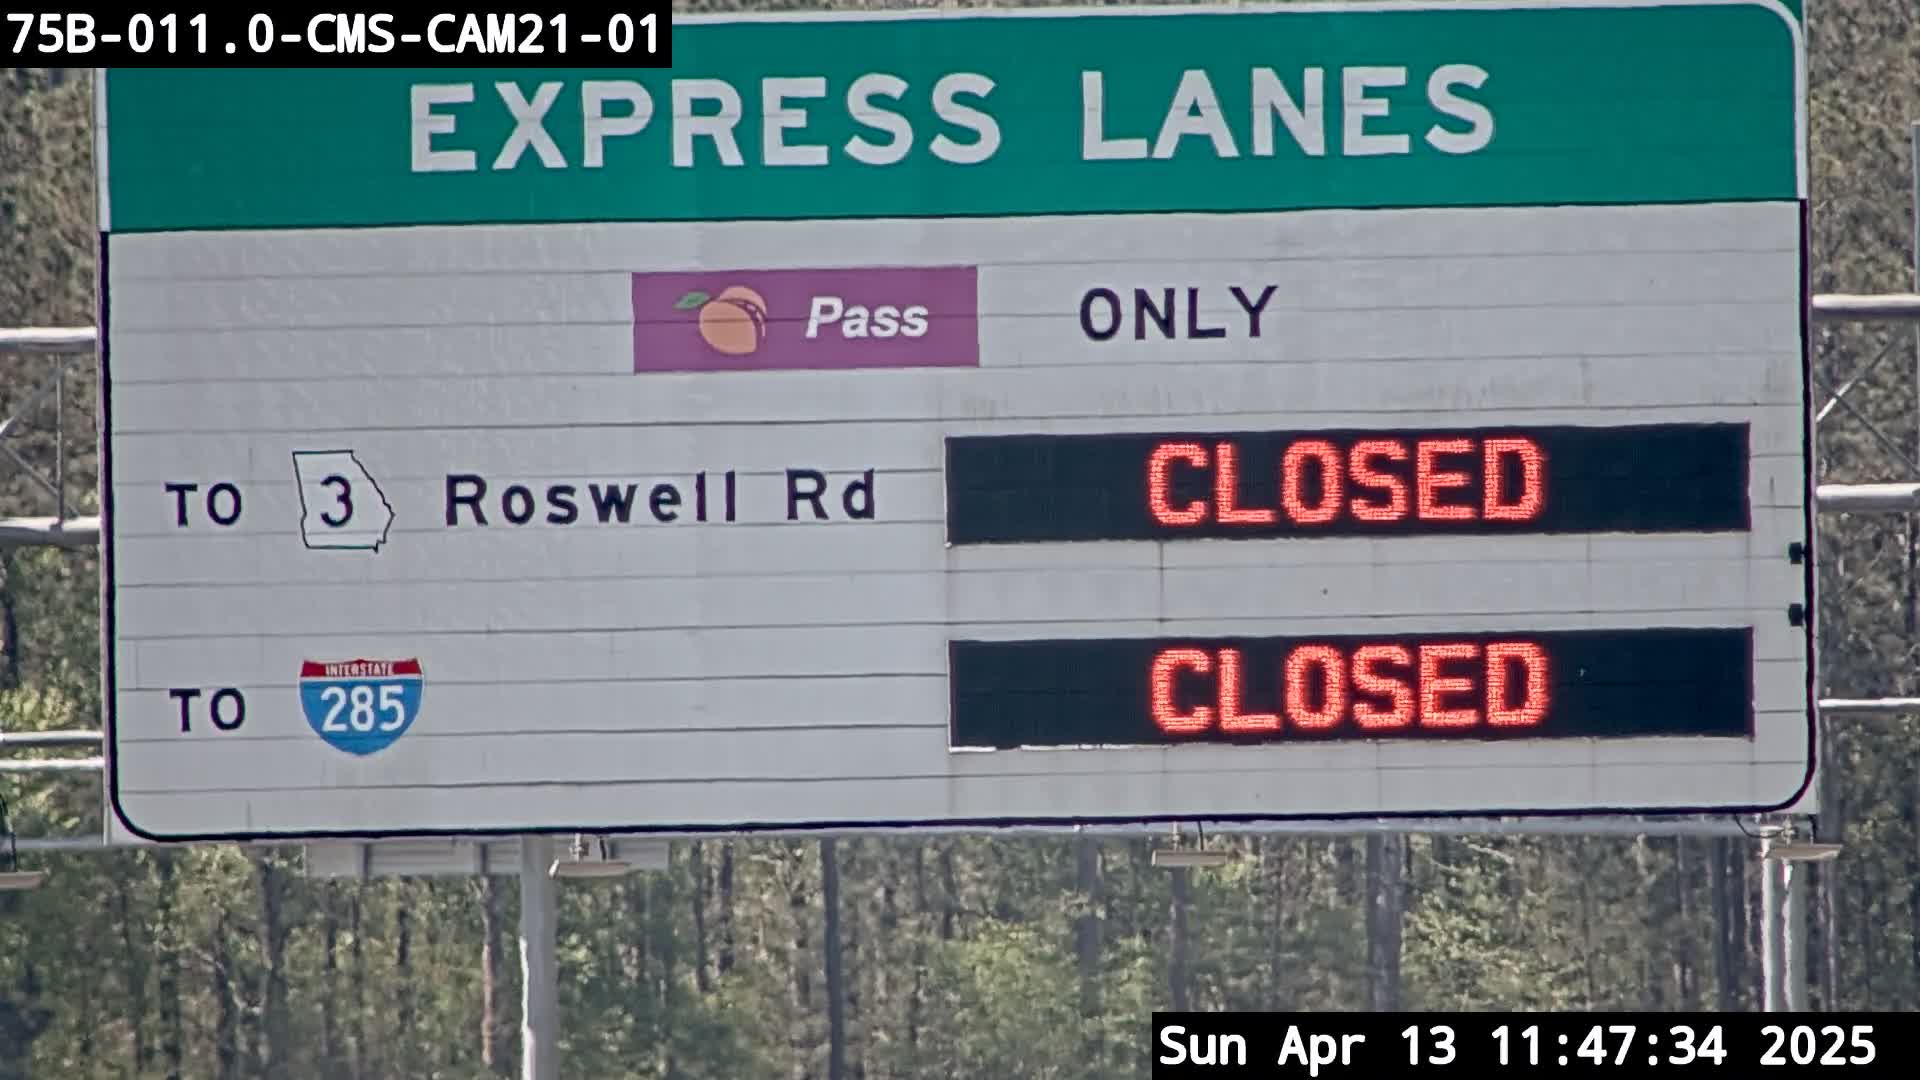 75B-011.0-CMS-CAM21-01
EXPRESS LANES
Pass ONLY
TO 3 Roswell Rd CLOSED
INTERSTATE
TO 285 CLOSED
Sun Apr 13 11:47:34 2025